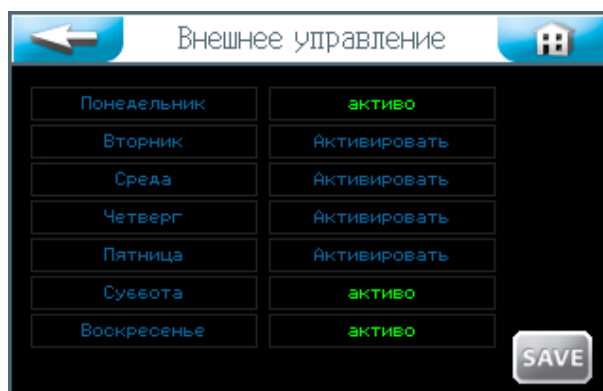 Внешнее управление
Понедельник активо
Вторник Активировать
Среда Активировать
Четверг Активировать
Пятница Активировать
Суббота активо
Воскресенье активо
SAVE